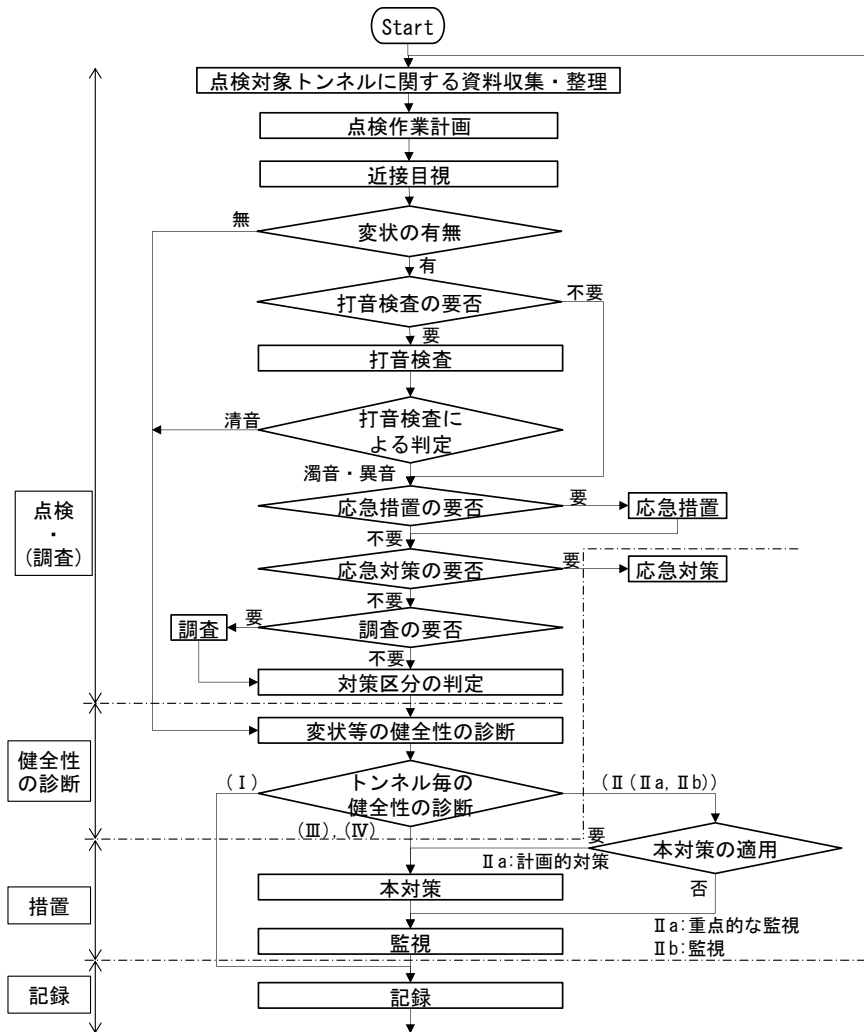 Start
点検対象トンネルに関する資料収集・整理
点検作業計画
近接目視
無
変状の有無
有
打音検査の要否
不要
要
打音検査
清音
打音検査に
よる判定
濁音・異音
応急措置の要否
要
応急措置
不要
点検
・
(調査)
応急対策の要否
要
応急対策
不要
調査
要
調査の要否
不要
対策区分の判定
変状等の健全性の診断
健全性
の診断
(Ⅰ)
トンネル毎の
健全性の診断
(Ⅱ(Ⅱa,Ⅱb))
(Ⅲ),(Ⅳ)
要
本対策の適用
Ⅱa:計画的対策
否
本対策
措置
Ⅱa:重点的な監視
Ⅱb:監視
監視
記録
記録